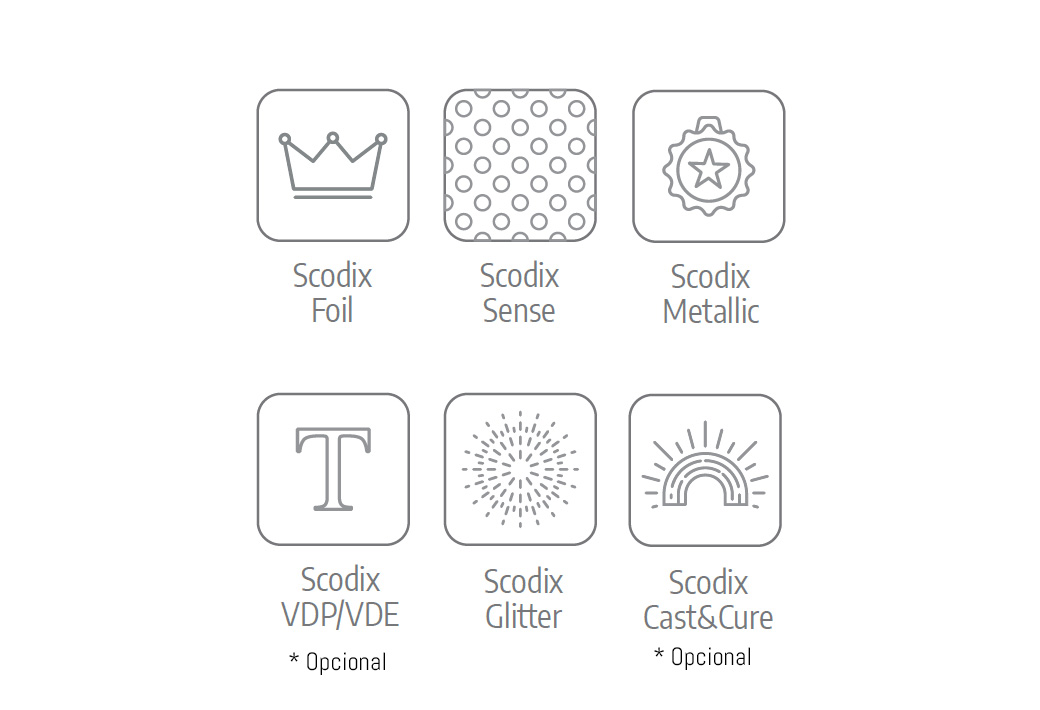 Scodix
Foil
Scodix
Sense
Scodix
Metallic
T
Scodix
VDP/VDE
* Opcional
Scodix
Glitter
Scodix
Cast&Cure
* Opcional